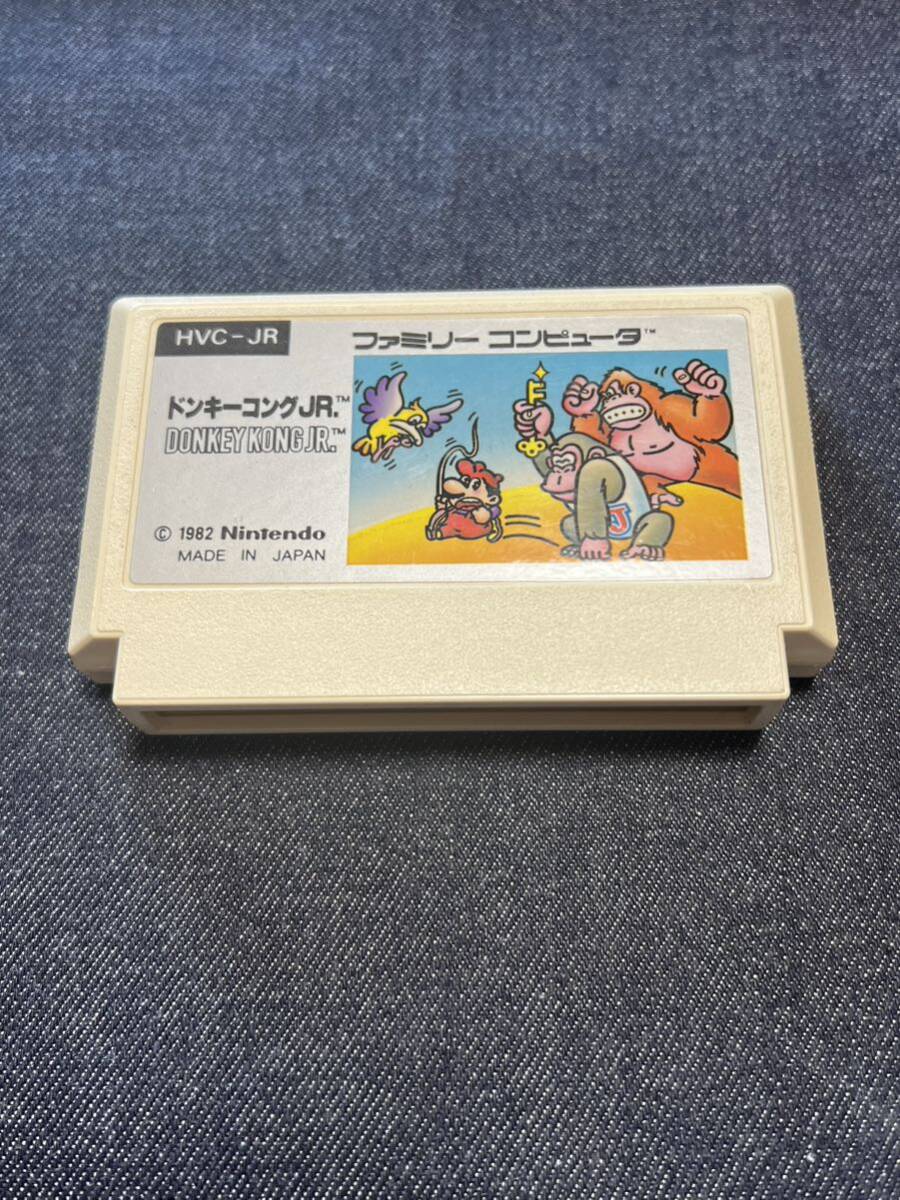 HVC-JR
ファミリー コンピュータ™
ドンキーコングJR.™
DONKEY KONG JR.™
© 1982 Nintendo
MADE IN JAPAN
J